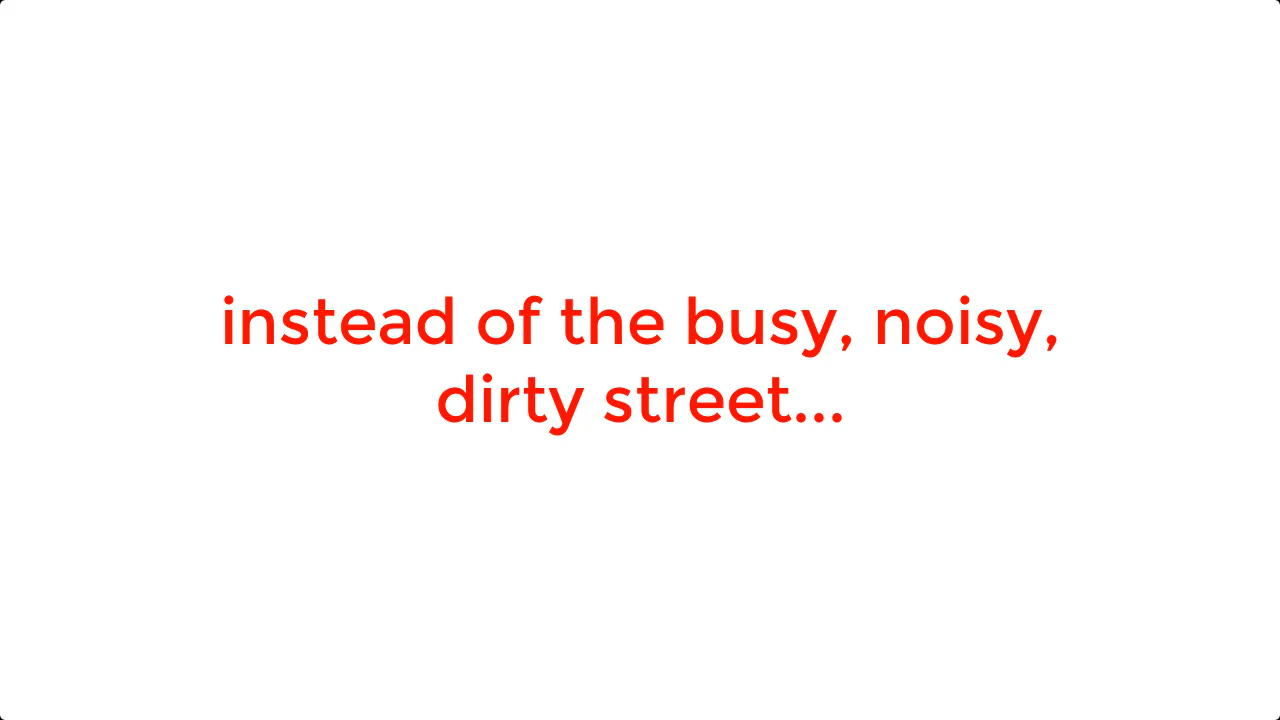 instead of the busy, noisy,
dirty street...